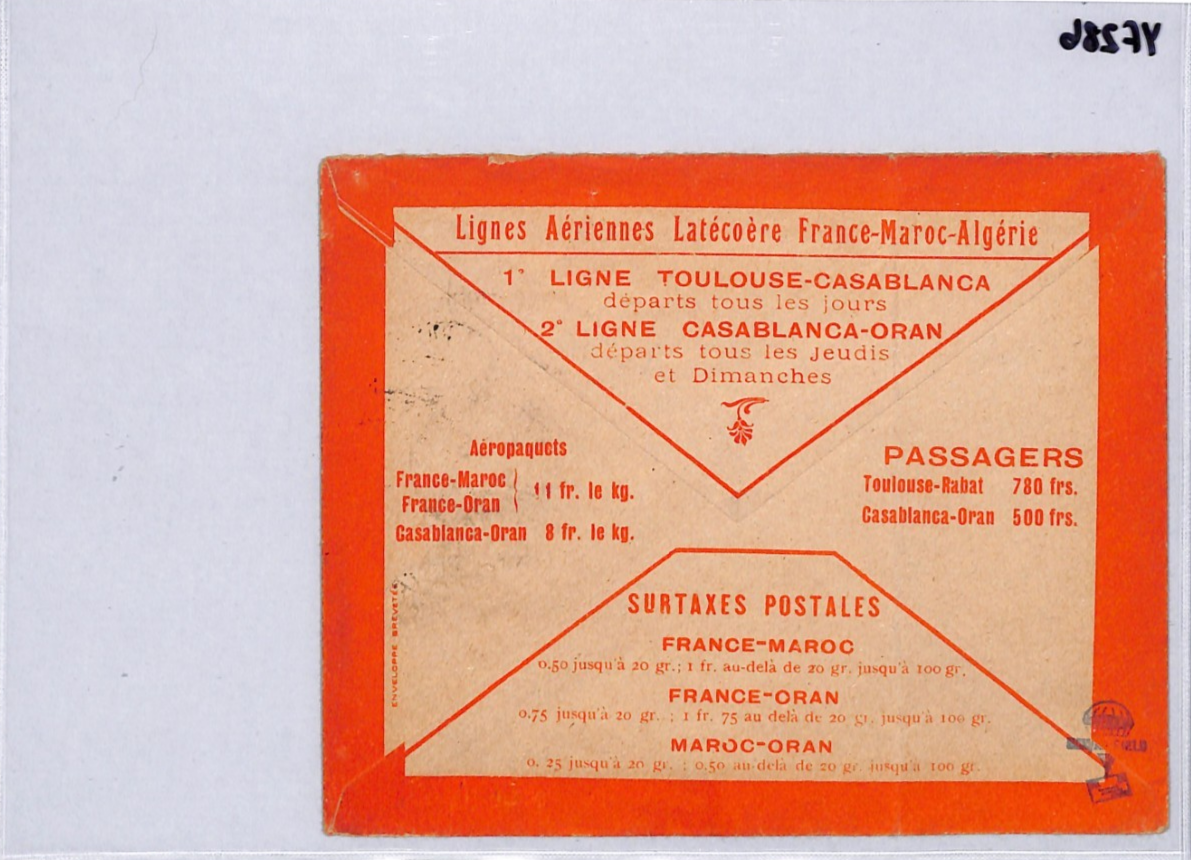 YF286
Lignes Aériennes Latécoère France-Maroc-Algérie
1° LIGNE TOULOUSE-CASABLANCA
départs tous les jours
2° LIGNE CASABLANCA-ORAN
départs tous les Jeudis
et Dimanches
Aéropaquets
France-Maroc
France-Oran } 11 fr. le kg.
Casablanca-Oran 8 fr. le kg.
PASSAGERS
Toulouse-Rabat 780 frs.
Casablanca-Oran 500 frs.
ENVELOPPE BREVETÉE
SURTAXES POSTALES
FRANCE-MAROC
0.50 jusqu'à 20 gr.; 1 fr. au-delà de 20 gr. jusqu'à 100 gr.
FRANCE-ORAN
0.75 jusqu'à 20 gr. ; 1 fr. 75 au delà de 20 gr. jusqu'à 100 gr.
MAROC-ORAN
0. 25 jusqu'à 20 gr. ; 0.50 au-delà de 20 gr. jusqu'à 100 gr.